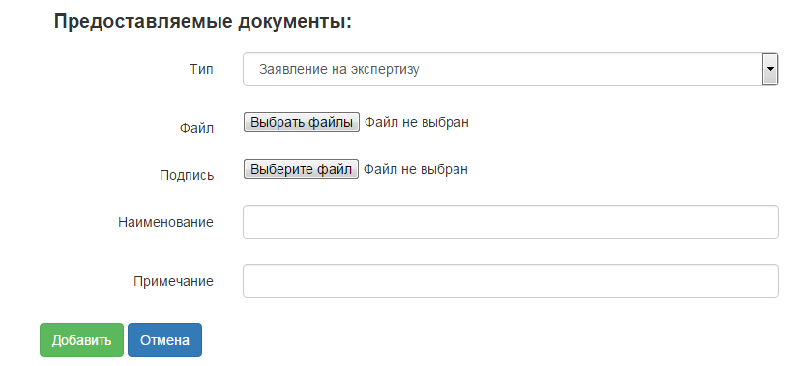 Предоставляемые документы:
Тип Заявление на экспертизу
Файл Выбрать файлы Файл не выбран
Подпись Выберите файл Файл не выбран
Наименование
Примечание
Добавить Отмена